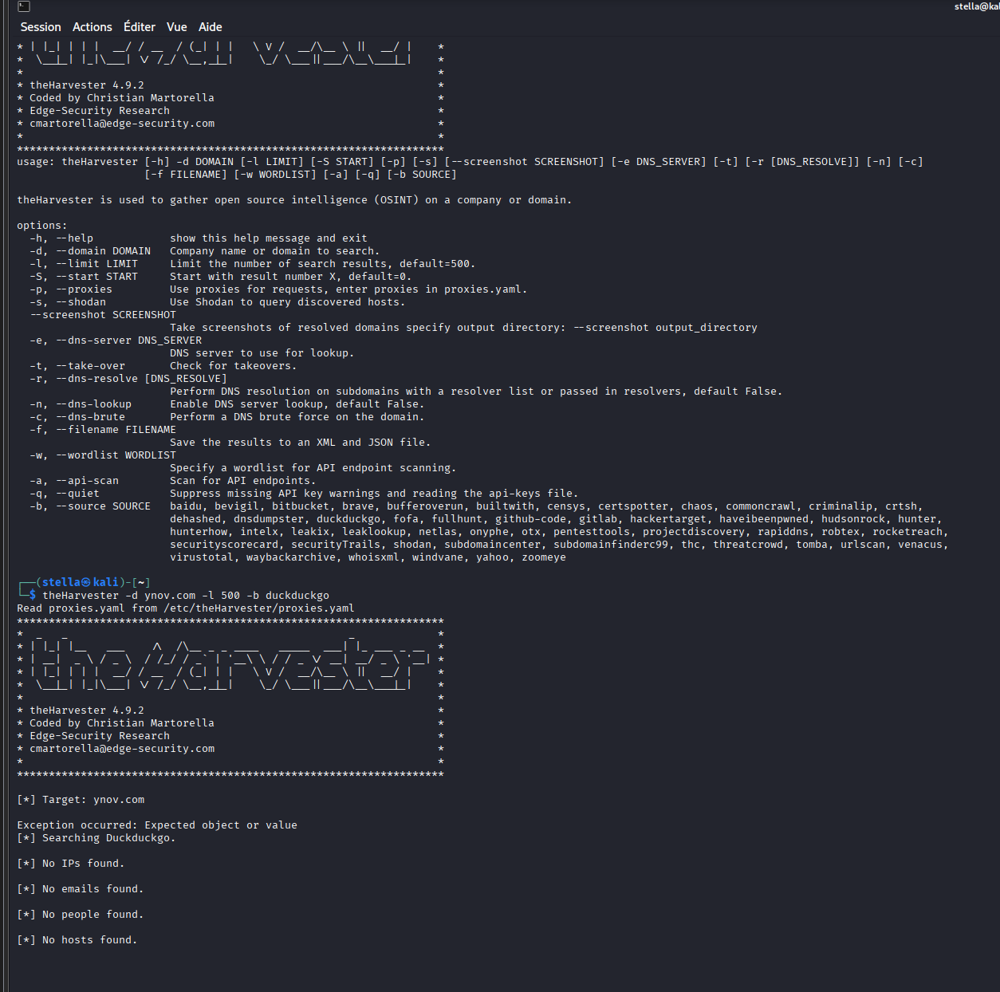 stella@kal
Session Actions Éditer Vue Aide
* | |_| | | |  __/ / __  / (_| | |   \ V /  __/\__ \ ||  __/ |    *
*  \__|_| |_|\___| \/ /_/ \__,_|_|    \_/ \___||___/\__\___|_|    *
*                                                                 *
* theHarvester 4.9.2                                              *
* Coded by Christian Martorella                                   *
* Edge-Security Research                                          *
* cmartorella@edge-security.com                                   *
*                                                                 *
*******************************************************************
usage: theHarvester [-h] -d DOMAIN [-l LIMIT] [-S START] [-p] [-s] [--screenshot SCREENSHOT] [-e DNS_SERVER] [-t] [-r [DNS_RESOLVE]] [-n] [-c]
                    [-f FILENAME] [-w WORDLIST] [-a] [-q] [-b SOURCE]
theHarvester is used to gather open source intelligence (OSINT) on a company or domain.
options:
  -h, --help            show this help message and exit
  -d, --domain DOMAIN   Company name or domain to search.
  -l, --limit LIMIT     Limit the number of search results, default=500.
  -S, --start START     Start with result number X, default=0.
  -p, --proxies         Use proxies for requests, enter proxies in proxies.yaml.
  -s, --shodan          Use Shodan to query discovered hosts.
  --screenshot SCREENSHOT
                        Take screenshots of resolved domains specify output directory: --screenshot output_directory
  -e, --dns-server DNS_SERVER
                        DNS server to use for lookup.
  -t, --take-over       Check for takeovers.
  -r, --dns-resolve [DNS_RESOLVE]
                        Perform DNS resolution on subdomains with a resolver list or passed in resolvers, default False.
  -n, --dns-lookup      Enable DNS server lookup, default False.
  -c, --dns-brute       Perform a DNS brute force on the domain.
  -f, --filename FILENAME
                        Save the results to an XML and JSON file.
  -w, --wordlist WORDLIST
                        Specify a wordlist for API endpoint scanning.
  -a, --api-scan        Scan for API endpoints.
  -q, --quiet           Suppress missing API key warnings and reading the api-keys file.
  -b, --source SOURCE   baidu, bevigil, bitbucket, brave, bufferoverun, builtwith, censys, certspotter, chaos, commoncrawl, criminalip, crtsh,
                        dehashed, dnsdumpster, duckduckgo, fofa, fullhunt, github-code, gitlab, hackertarget, haveibeenpwned, hudsonrock, hunter,
                        hunterhow, intelx, leakix, leaklookup, netlas, onyphe, otx, pentesttools, projectdiscovery, rapiddns, robtex, rocketreach,
                        securityscorecard, securityTrails, shodan, subdomaincenter, subdomainfinderc99, thc, threatcrowd, tomba, urlscan, venacus,
                        virustotal, waybackarchive, whoisxml, windvane, yahoo, zoomeye
┌──(stella㉿kali)-[~]
└─$ theHarvester -d ynov.com -l 500 -b duckduckgo
Read proxies.yaml from /etc/theHarvester/proxies.yaml
*******************************************************************
*  _   _                                            _             *
* | |_| |__   ___    /\  /\__ _ _ ____   _____  ___| |_ ___ _ __  *
* | __|  _ \ / _ \  / /_/ / _` | '__\ \ / / _ \/ __| __/ _ \ '__| *
* | |_| | | |  __/ / __  / (_| | |   \ V /  __/\__ \ ||  __/ |    *
*  \__|_| |_|\___| \/ /_/ \__,_|_|    \_/ \___||___/\__\___|_|    *
*                                                                 *
* theHarvester 4.9.2                                              *
* Coded by Christian Martorella                                   *
* Edge-Security Research                                          *
* cmartorella@edge-security.com                                   *
*                                                                 *
*******************************************************************
[*] Target: ynov.com
Exception occurred: Expected object or value
[*] Searching Duckduckgo.
[*] No IPs found.
[*] No emails found.
[*] No people found.
[*] No hosts found.